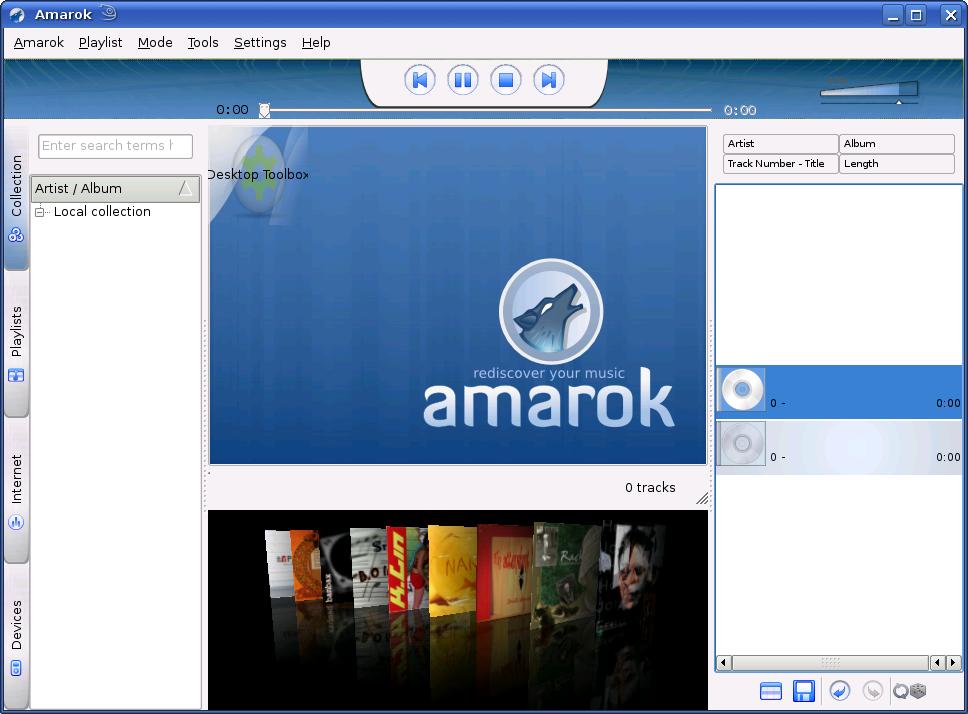 Amarok
Amarok Playlist Mode Tools Settings Help
0:00
0:00
Enter search terms h
Artist / Album
Local collection
Collection
Playlists
Internet
Devices
Desktop Toolbox
rediscover your music
amarok
0 tracks
K.Gin
NAN
Artist
Album
Track Number - Title
Length
0 -
0:00
0 -
0:00